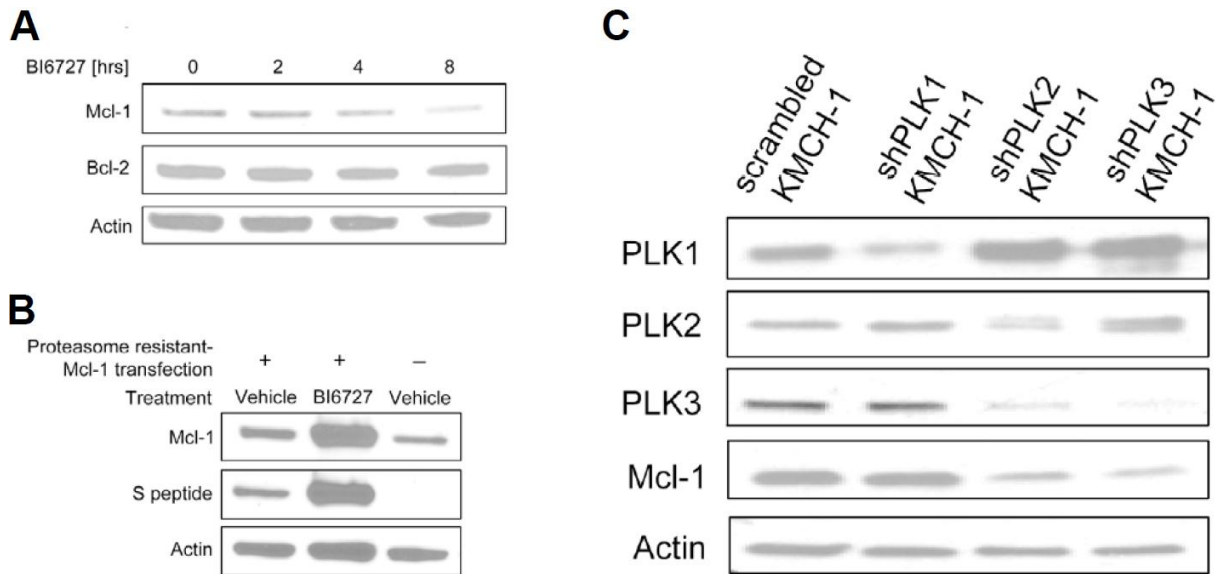 A
BI6727 [hrs] 0 2 4 8
Mcl-1
Bcl-2
Actin
B
Proteasome resistant-
Mcl-1 transfection + + –
Treatment Vehicle BI6727 Vehicle
Mcl-1
S peptide
Actin
C
scrambled
KMCH-1
shPLK1
KMCH-1
shPLK2
KMCH-1
shPLK3
KMCH-1
PLK1
PLK2
PLK3
Mcl-1
Actin